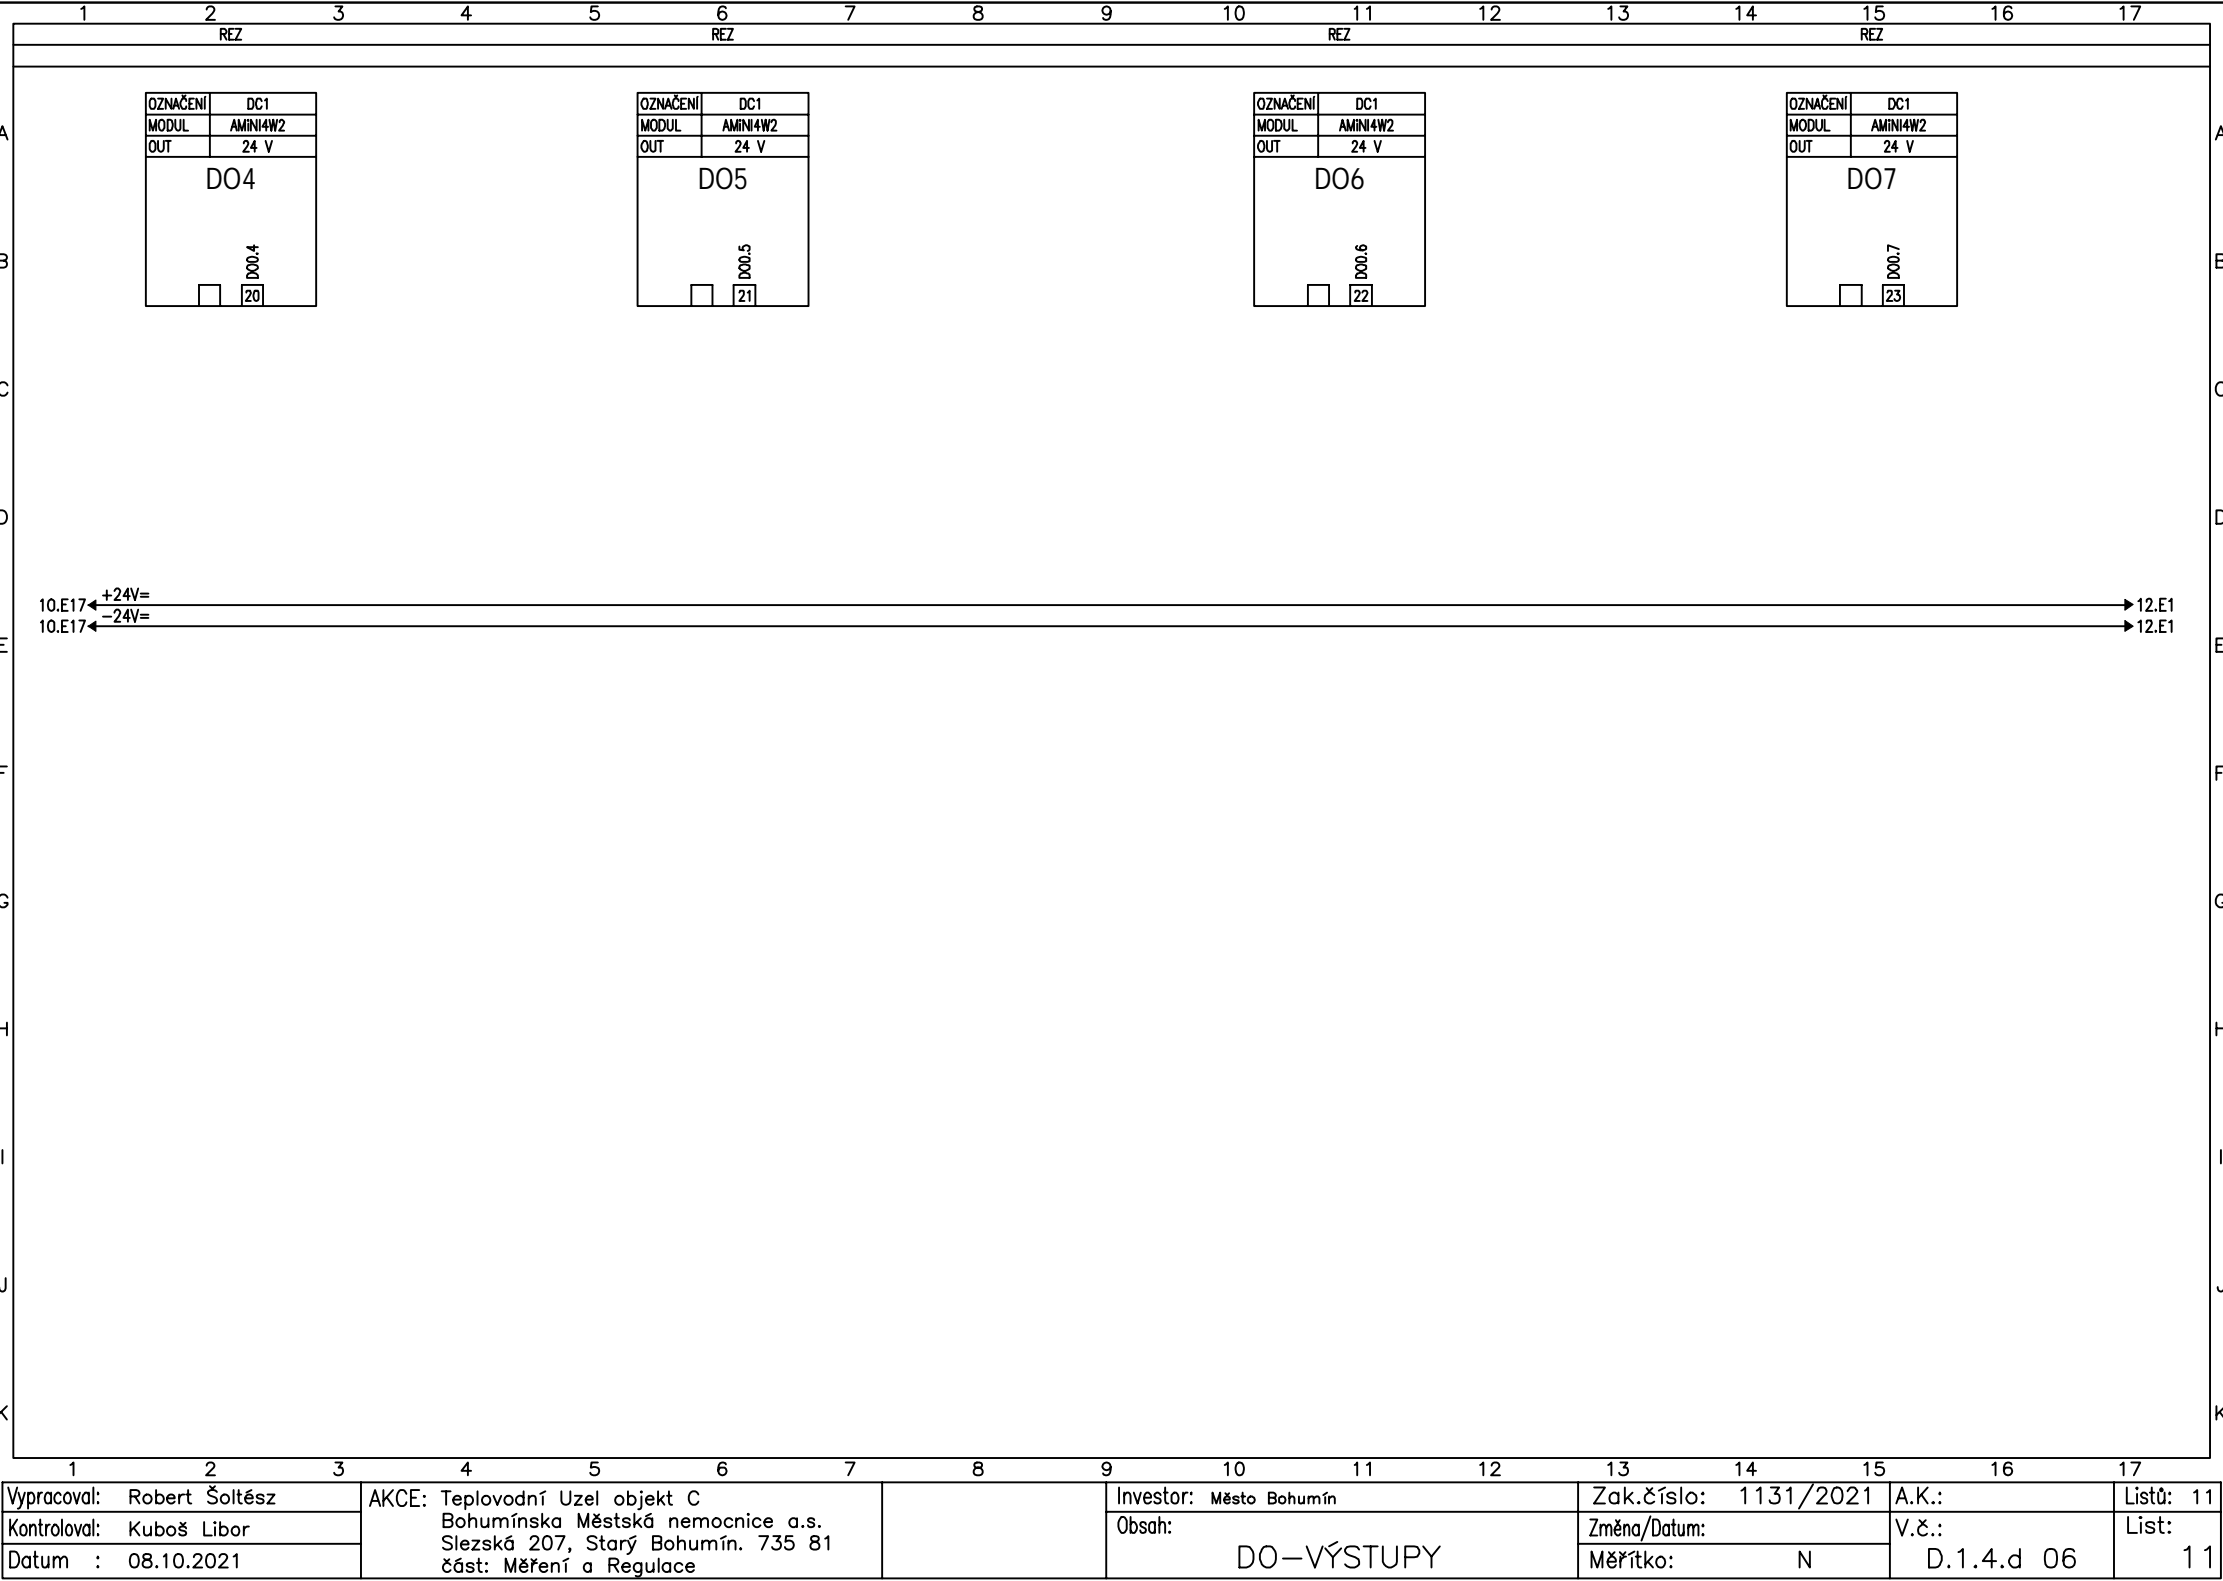 1 2 3 4 5 6 7 8 9 10 11 12 13 14 15 16 17
REZ REZ REZ REZ
OZNAČENÍ DC1 OZNAČENÍ DC1 OZNAČENÍ DC1 OZNAČENÍ DC1
A MODUL AMiNI4W2 MODUL AMiNI4W2 MODUL AMiNI4W2 MODUL AMiNI4W2 A
OUT 24 V OUT 24 V OUT 24 V OUT 24 V
DO4 DO5 DO6 DO7
B DO0.4 DO0.5 DO0.6 DO0.7 B
20 21 22 23
C C
D D
+24V=
10.E17 12.E1
-24V=
10.E17 12.E1
E E
F F
G G
H H
I I
J J
K K
1 2 3 4 5 6 7 8 9 10 11 12 13 14 15 16 17
Vypracoval: Robert Šoltész
Kontroloval: Kuboš Libor
Datum : 08.10.2021
AKCE: Teplovodní Uzel objekt C
Bohumínska Městská nemocnice a.s.
Slezská 207, Starý Bohumín. 735 81
část: Měření a Regulace
Investor: Město Bohumín
Obsah:
DO-VÝSTUPY
Zak.číslo: 1131/2021
Změna/Datum:
Měřítko: N
A.K.:
V.č.:
D.1.4.d 06
Listů: 11
List:
11